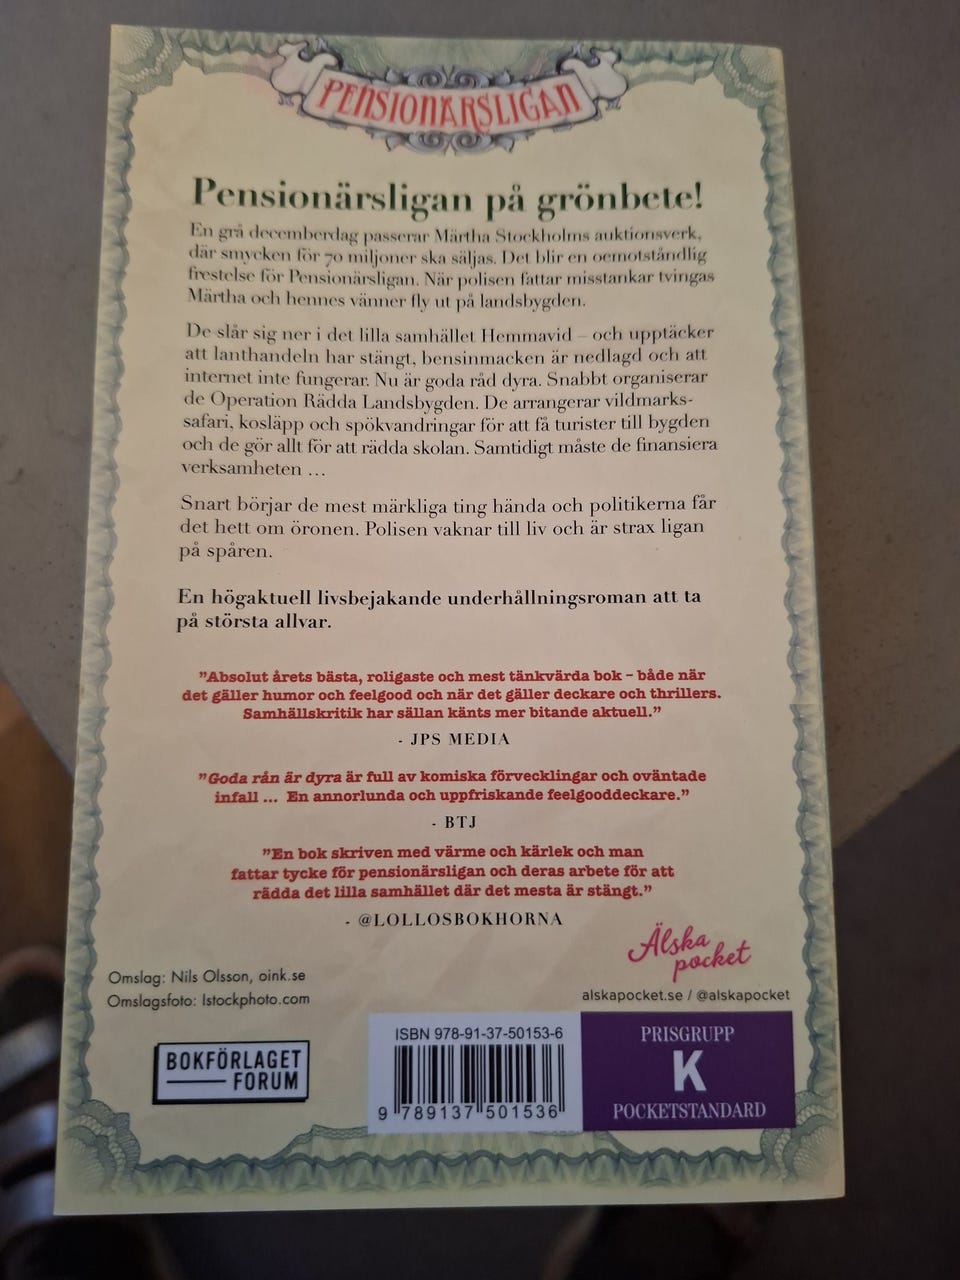 PENSIONÄRSLIGAN
Pensionärsligan på grönbete!
En grå decemberdag passerar Märtha Stockholms auktionsverk,
där smycken för 70 miljoner ska säljas. Det blir en oemotståndlig
frestelse för Pensionärsligan. När polisen fattar misstankar tvingas
Märtha och hennes vänner fly ut på landsbygden.
De slår sig ner i det lilla samhället Hemmavid – och upptäcker
att lanthandeln har stängt, bensinmacken är nedlagd och att
internet inte fungerar. Nu är goda råd dyra. Snabbt organiserar
de Operation Rädda Landsbygden. De arrangerar vildmarks-
safari, kosläpp och spökvandringar för att få turister till bygden
och de gör allt för att rädda skolan. Samtidigt måste de finansiera
verksamheten …
Snart börjar de mest märkliga ting hända och politikerna får
det hett om öronen. Polisen vaknar till liv och är strax ligan
på spåren.
En högaktuell livsbejakande underhållningsroman att ta
på största allvar.
”Absolut årets bästa, roligaste och mest tänkvärda bok – både när
det gäller humor och feelgood och när det gäller deckare och thrillers.
Samhällskritik har sällan känts mer bitande aktuell.”
- JPS MEDIA
”Goda rån är dyra är full av komiska förvecklingar och oväntade
infall … En annorlunda och uppfriskande feelgooddeckare.”
- BTJ
”En bok skriven med värme och kärlek och man
fattar tycke för pensionärsligan och deras arbete för att
rädda det lilla samhället där det mesta är stängt.”
- @LOLLOSBOKHORNA
Älska
pocket
alskapocket.se / @alskapocket
Omslag: Nils Olsson, oink.se
Omslagsfoto: Istockphoto.com
BOKFÖRLAGET
FORUM
ISBN 978-91-37-50153-6
9 789137 501536
PRISGRUPP
K
POCKETSTANDARD